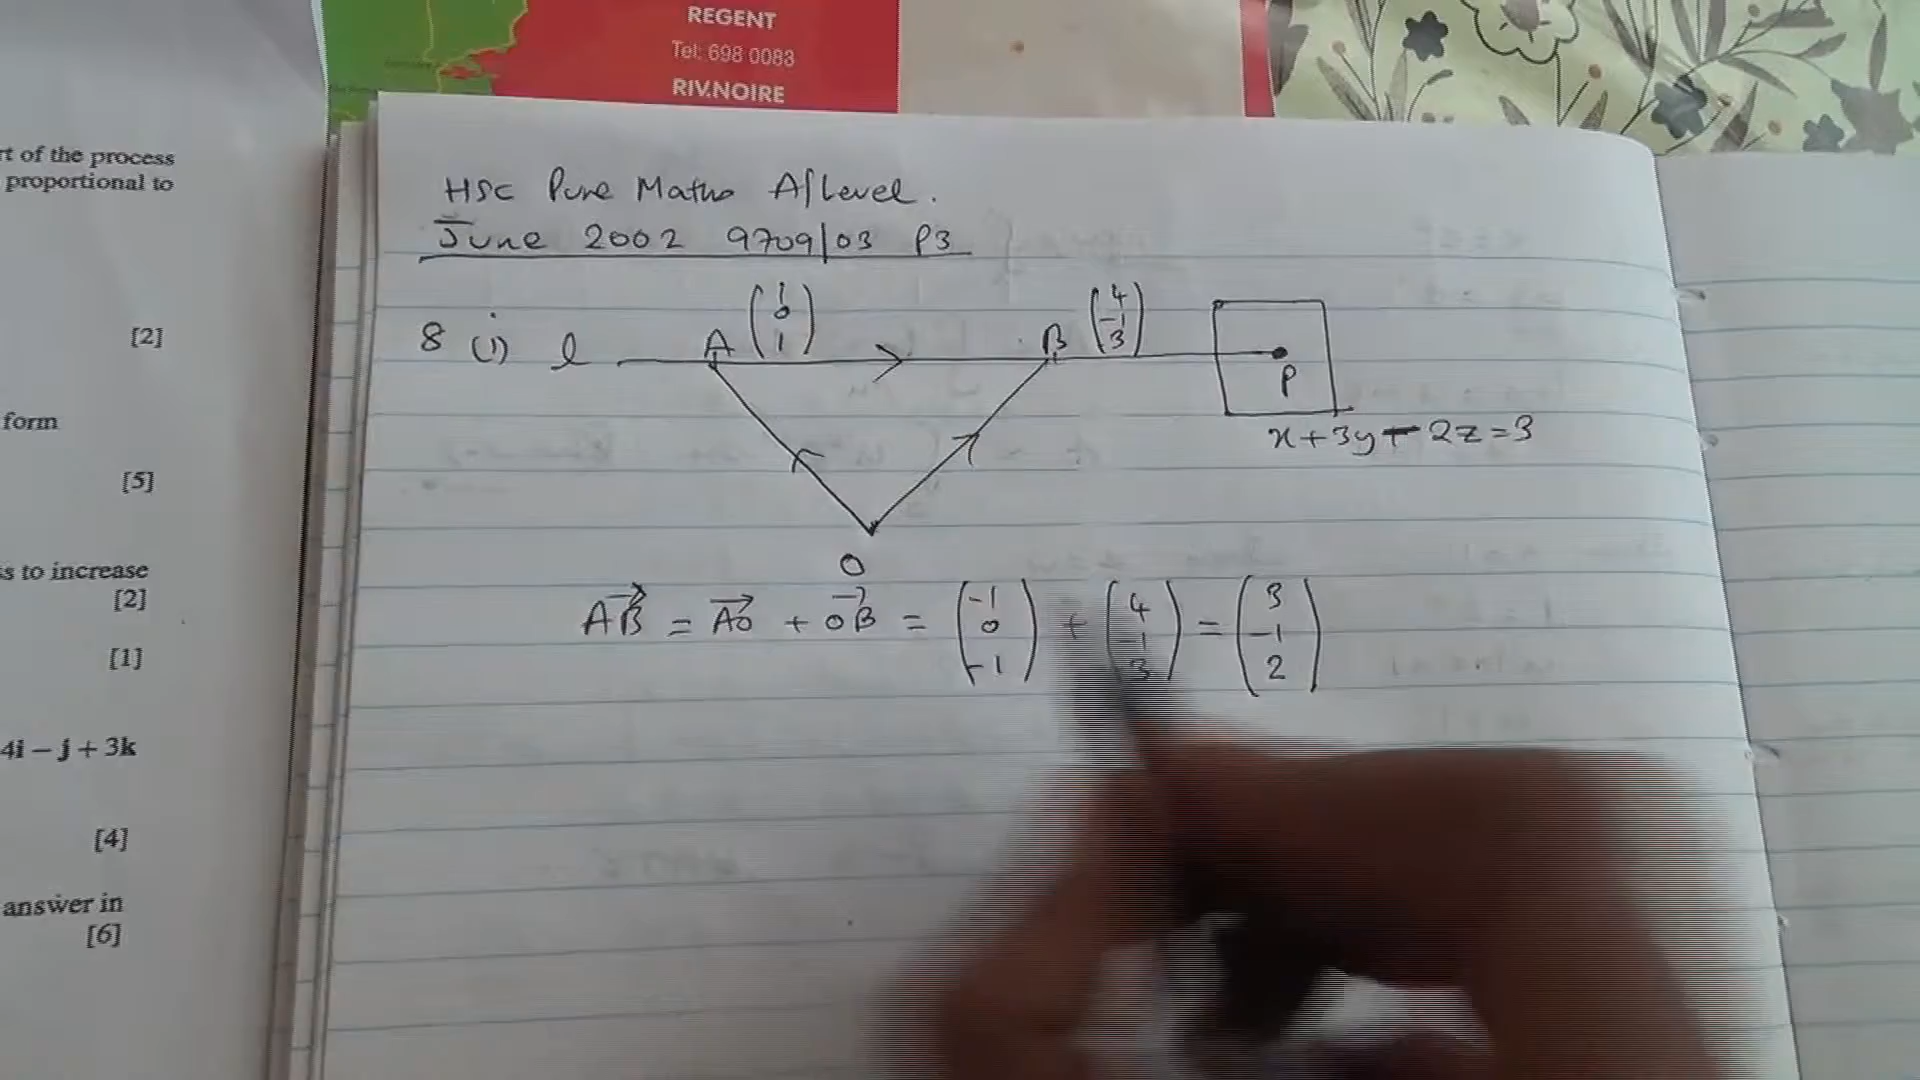 REGENT
Tel: 698 0083
RIV.NOIRE
rt of the process
proportional to
[2]
form
[5]
s to increase
[2]
[1]
4i – j + 3k
[4]
answer in
[6]
HSC Pure Maths A/Level.
June 2002 9709/03 P3
8 (i) l A (1 0 1) B (4 -1 3)
P
x+3y-2z=3
O
AB = AO + OB = (-1 0 -1) + (4 -1 3) = (3 -1 2)